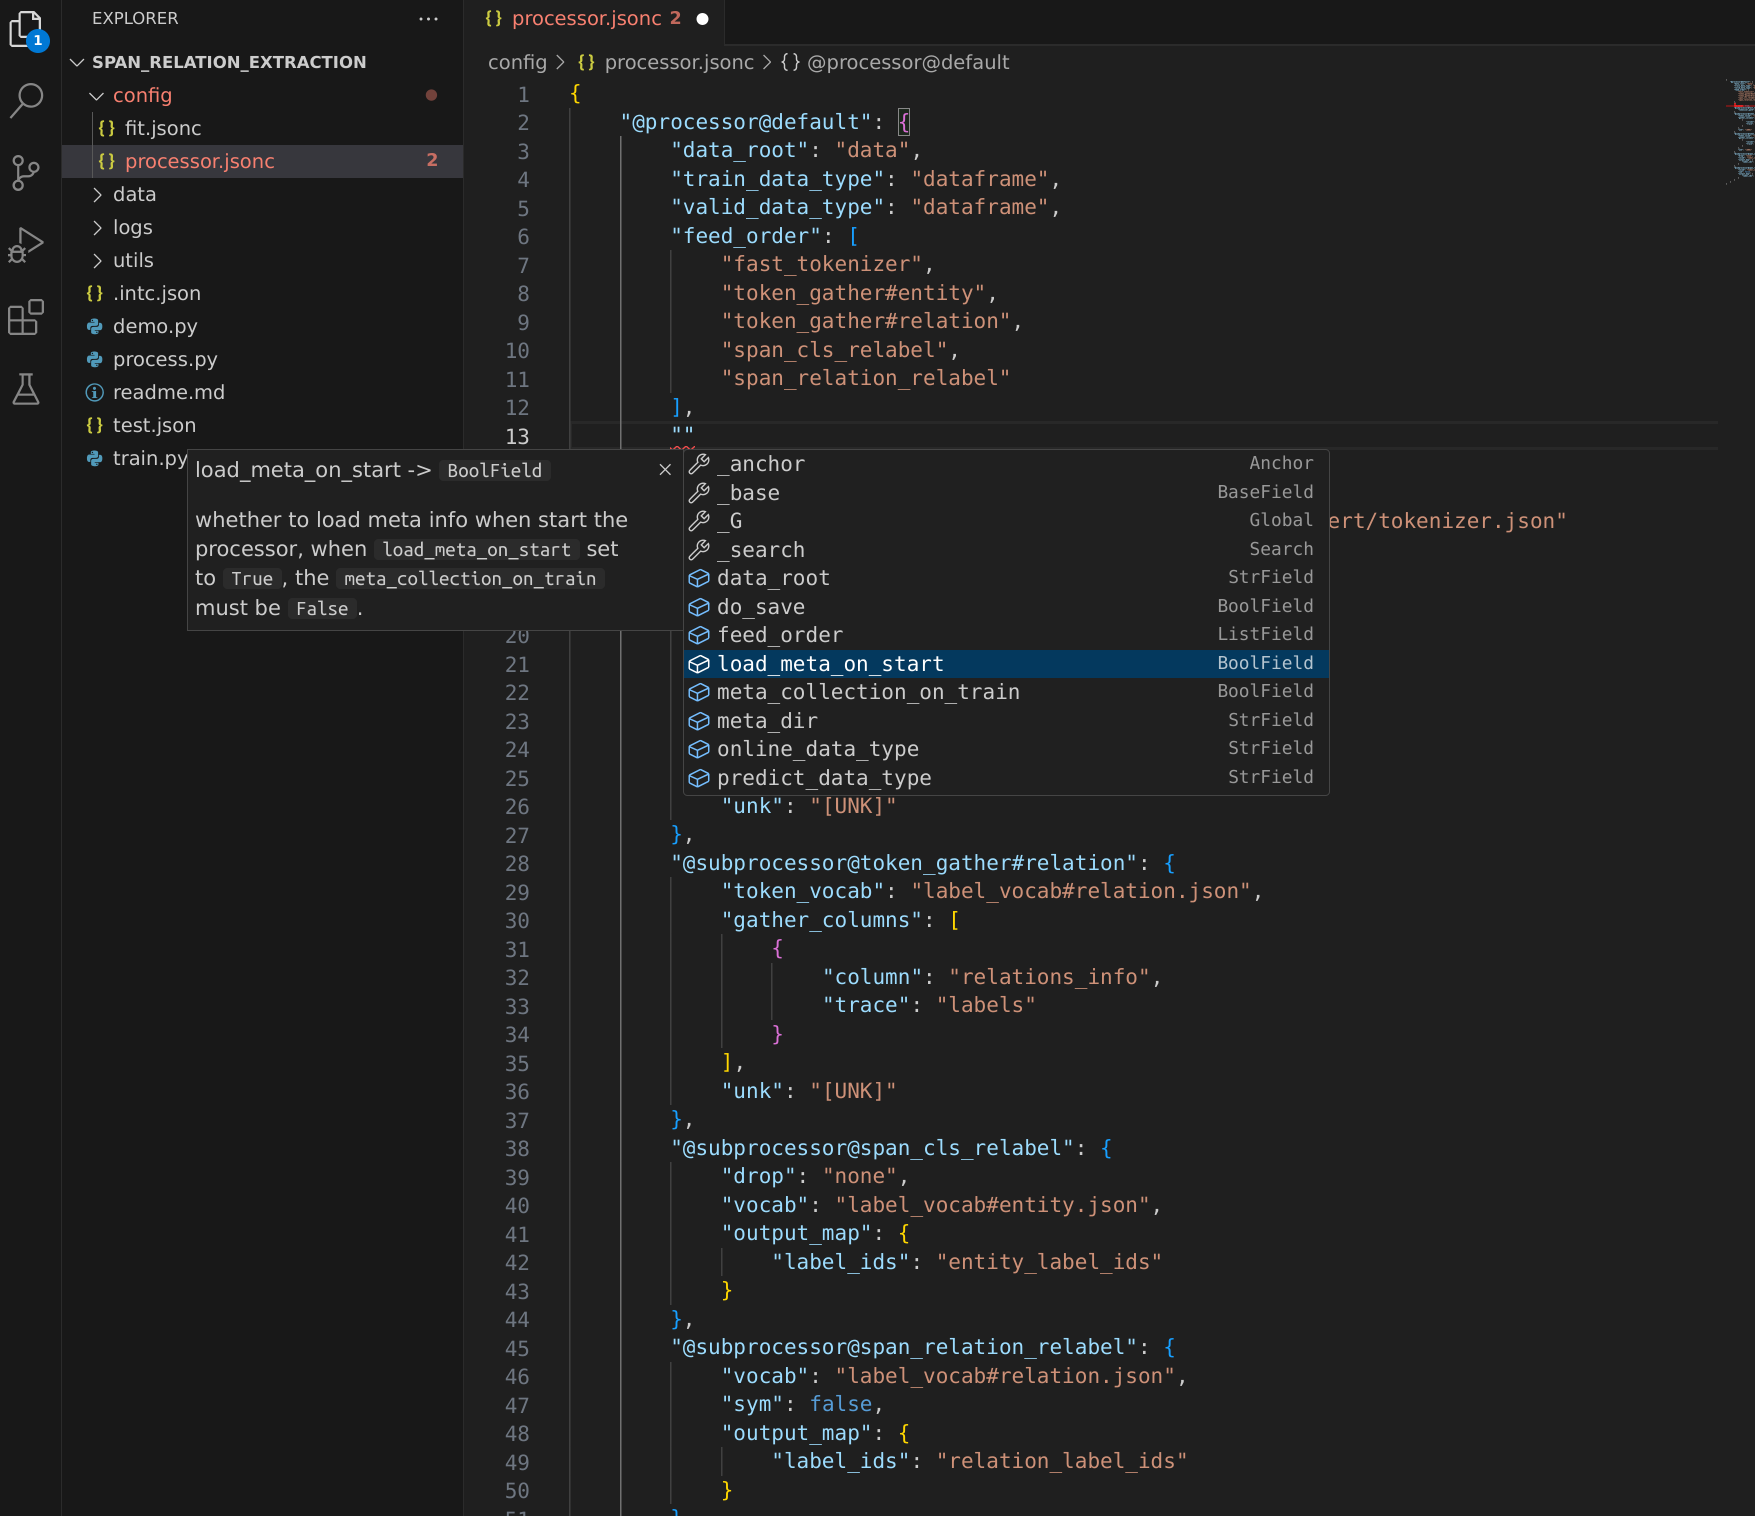 EXPLORER
SPAN_RELATION_EXTRACTION
config
fit.jsonc
processor.jsonc 2
data
logs
utils
.intc.json
demo.py
process.py
readme.md
test.json
train.py
1
processor.jsonc 2
config > processor.jsonc > {} @processor@default
1 {
2 "@processor@default": {
3 "data_root": "data",
4 "train_data_type": "dataframe",
5 "valid_data_type": "dataframe",
6 "feed_order": [
7 "fast_tokenizer",
8 "token_gather#entity",
9 "token_gather#relation",
10 "span_cls_relabel",
11 "span_relation_relabel"
12 ],
13 ""
load_meta_on_start -> BoolField
whether to load meta info when start the
processor, when load_meta_on_start set
to True, the meta_collection_on_train
must be False.
_anchor Anchor
_base BaseField
_G Global
ert/tokenizer.json"
_search Search
data_root StrField
do_save BoolField
feed_order ListField
load_meta_on_start BoolField
meta_collection_on_train BoolField
meta_dir StrField
online_data_type StrField
predict_data_type StrField
20
21
22
23
24
25
26 "unk": "[UNK]"
27 },
28 "@subprocessor@token_gather#relation": {
29 "token_vocab": "label_vocab#relation.json",
30 "gather_columns": [
31 {
32 "column": "relations_info",
33 "trace": "labels"
34 }
35 ],
36 "unk": "[UNK]"
37 },
38 "@subprocessor@span_cls_relabel": {
39 "drop": "none",
40 "vocab": "label_vocab#entity.json",
41 "output_map": {
42 "label_ids": "entity_label_ids"
43 }
44 },
45 "@subprocessor@span_relation_relabel": {
46 "vocab": "label_vocab#relation.json",
47 "sym": false,
48 "output_map": {
49 "label_ids": "relation_label_ids"
50 }